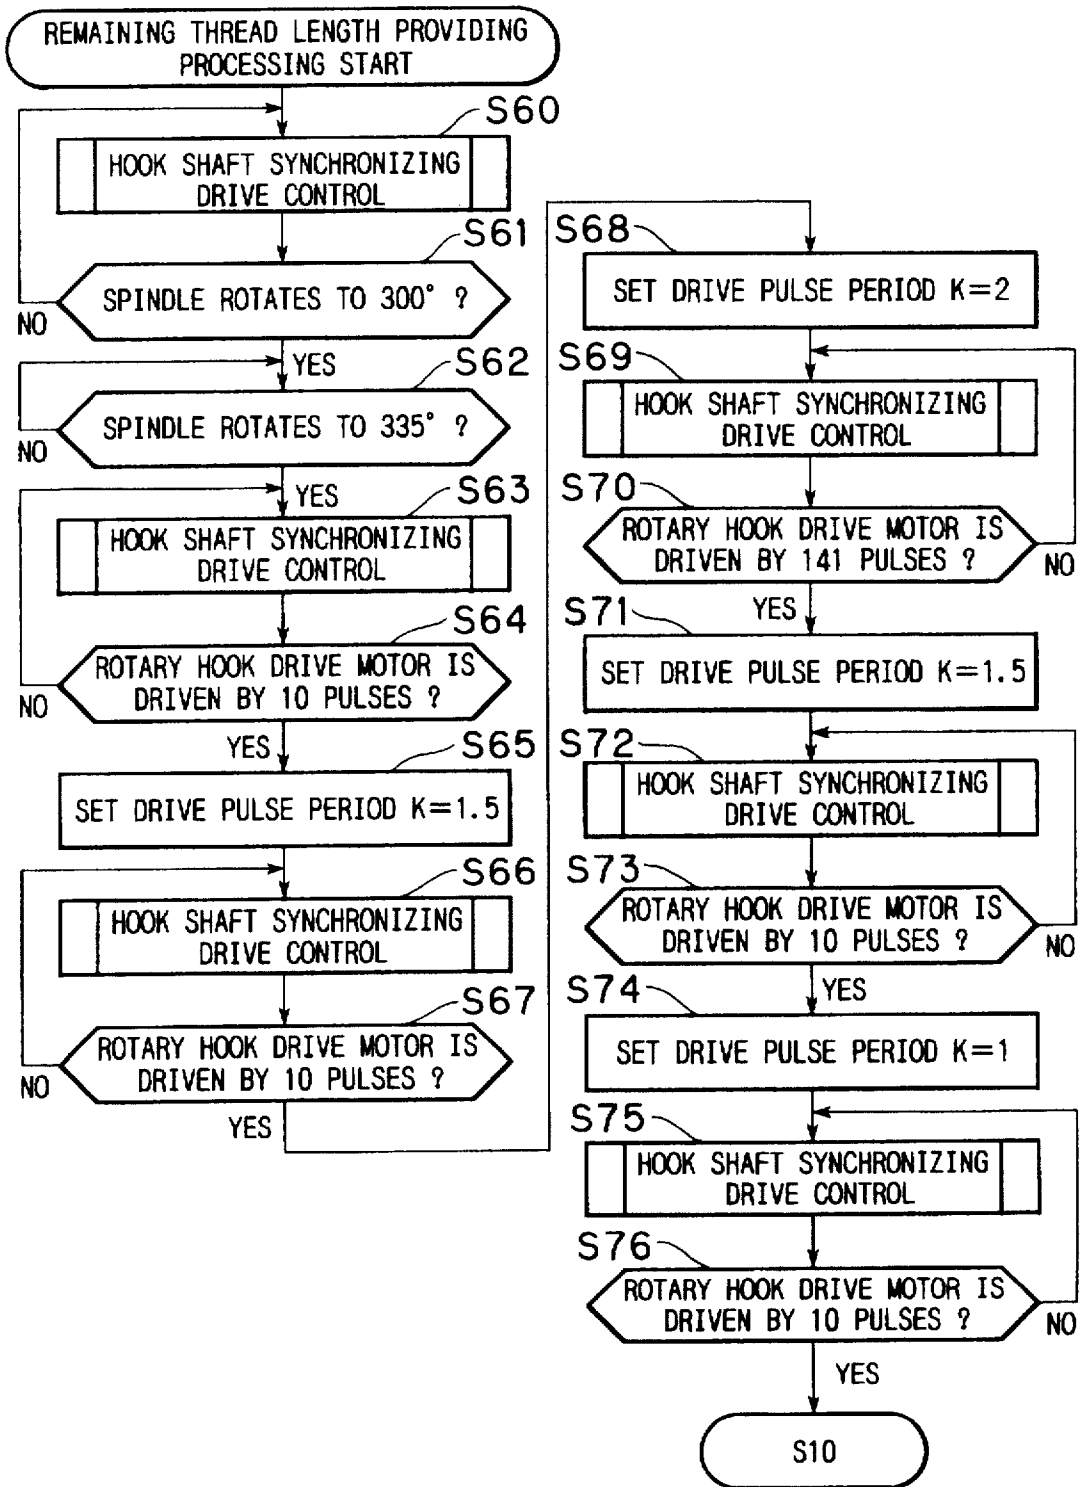 REMAINING THREAD LENGTH PROVIDING
PROCESSING START
S60
HOOK SHAFT SYNCHRONIZING
DRIVE CONTROL
S61
SPINDLE ROTATES TO 300° ?
NO
YES
S62
SPINDLE ROTATES TO 335° ?
NO
YES
S63
HOOK SHAFT SYNCHRONIZING
DRIVE CONTROL
S64
ROTARY HOOK DRIVE MOTOR IS
DRIVEN BY 10 PULSES ?
NO
YES
S65
SET DRIVE PULSE PERIOD K=1.5
S66
HOOK SHAFT SYNCHRONIZING
DRIVE CONTROL
S67
ROTARY HOOK DRIVE MOTOR IS
DRIVEN BY 10 PULSES ?
NO
YES
S68
SET DRIVE PULSE PERIOD K=2
S69
HOOK SHAFT SYNCHRONIZING
DRIVE CONTROL
S70
ROTARY HOOK DRIVE MOTOR IS
DRIVEN BY 141 PULSES ?
NO
YES
S71
SET DRIVE PULSE PERIOD K=1.5
S72
HOOK SHAFT SYNCHRONIZING
DRIVE CONTROL
S73
ROTARY HOOK DRIVE MOTOR IS
DRIVEN BY 10 PULSES ?
NO
YES
S74
SET DRIVE PULSE PERIOD K=1
S75
HOOK SHAFT SYNCHRONIZING
DRIVE CONTROL
S76
ROTARY HOOK DRIVE MOTOR IS
DRIVEN BY 10 PULSES ?
NO
YES
S10